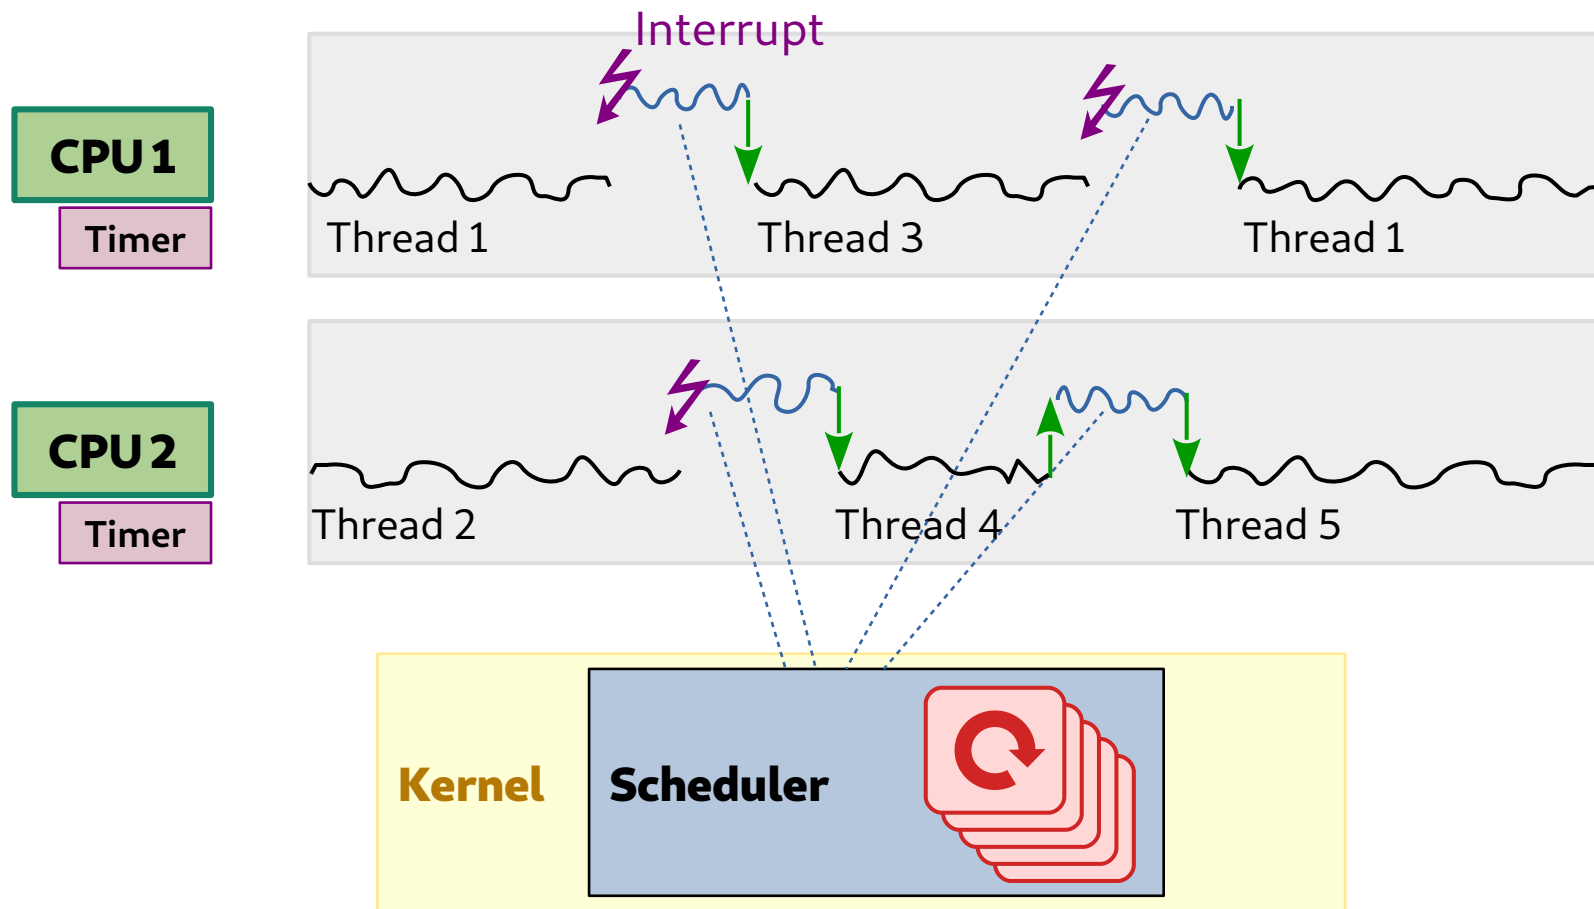 Interrupt
CPU 1
Timer
Thread 1
Thread 3
Thread 1
CPU 2
Timer
Thread 2
Thread 4
Thread 5
Kernel
Scheduler